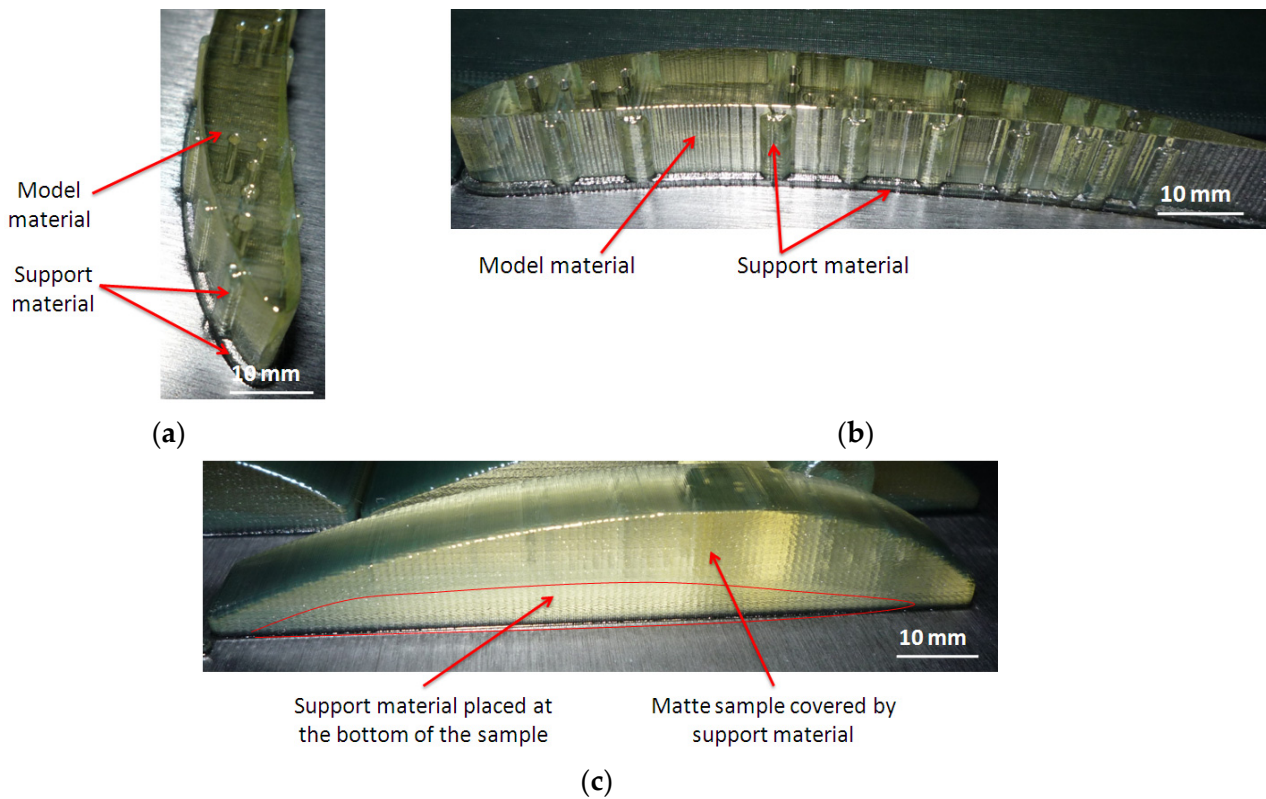 Model
material
Support
material
10 mm
(a)
10 mm
Model material
Support material
(b)
10 mm
Support material placed at
the bottom of the sample
Matte sample covered by
support material
(c)